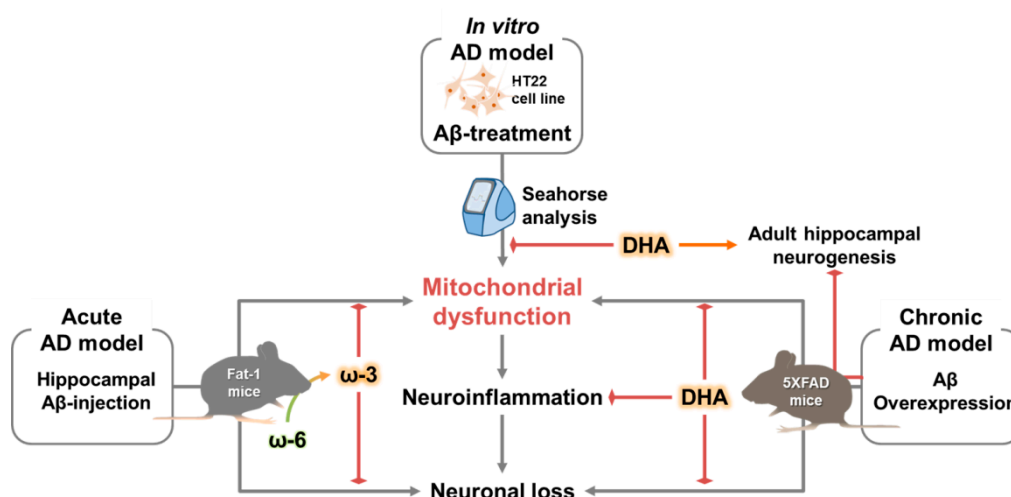 In vitro
AD model
HT22
cell line
Aβ-treatment
Seahorse
analysis
DHA
Adult hippocampal
neurogenesis
Mitochondrial
dysfunction
Acute
AD model
Hippocampal
Aβ-injection
Fat-1
mice
ω-3
ω-6
Neuroinflammation
DHA
5XFAD
mice
Chronic
AD model
Aβ
Overexpression
Neuronal loss